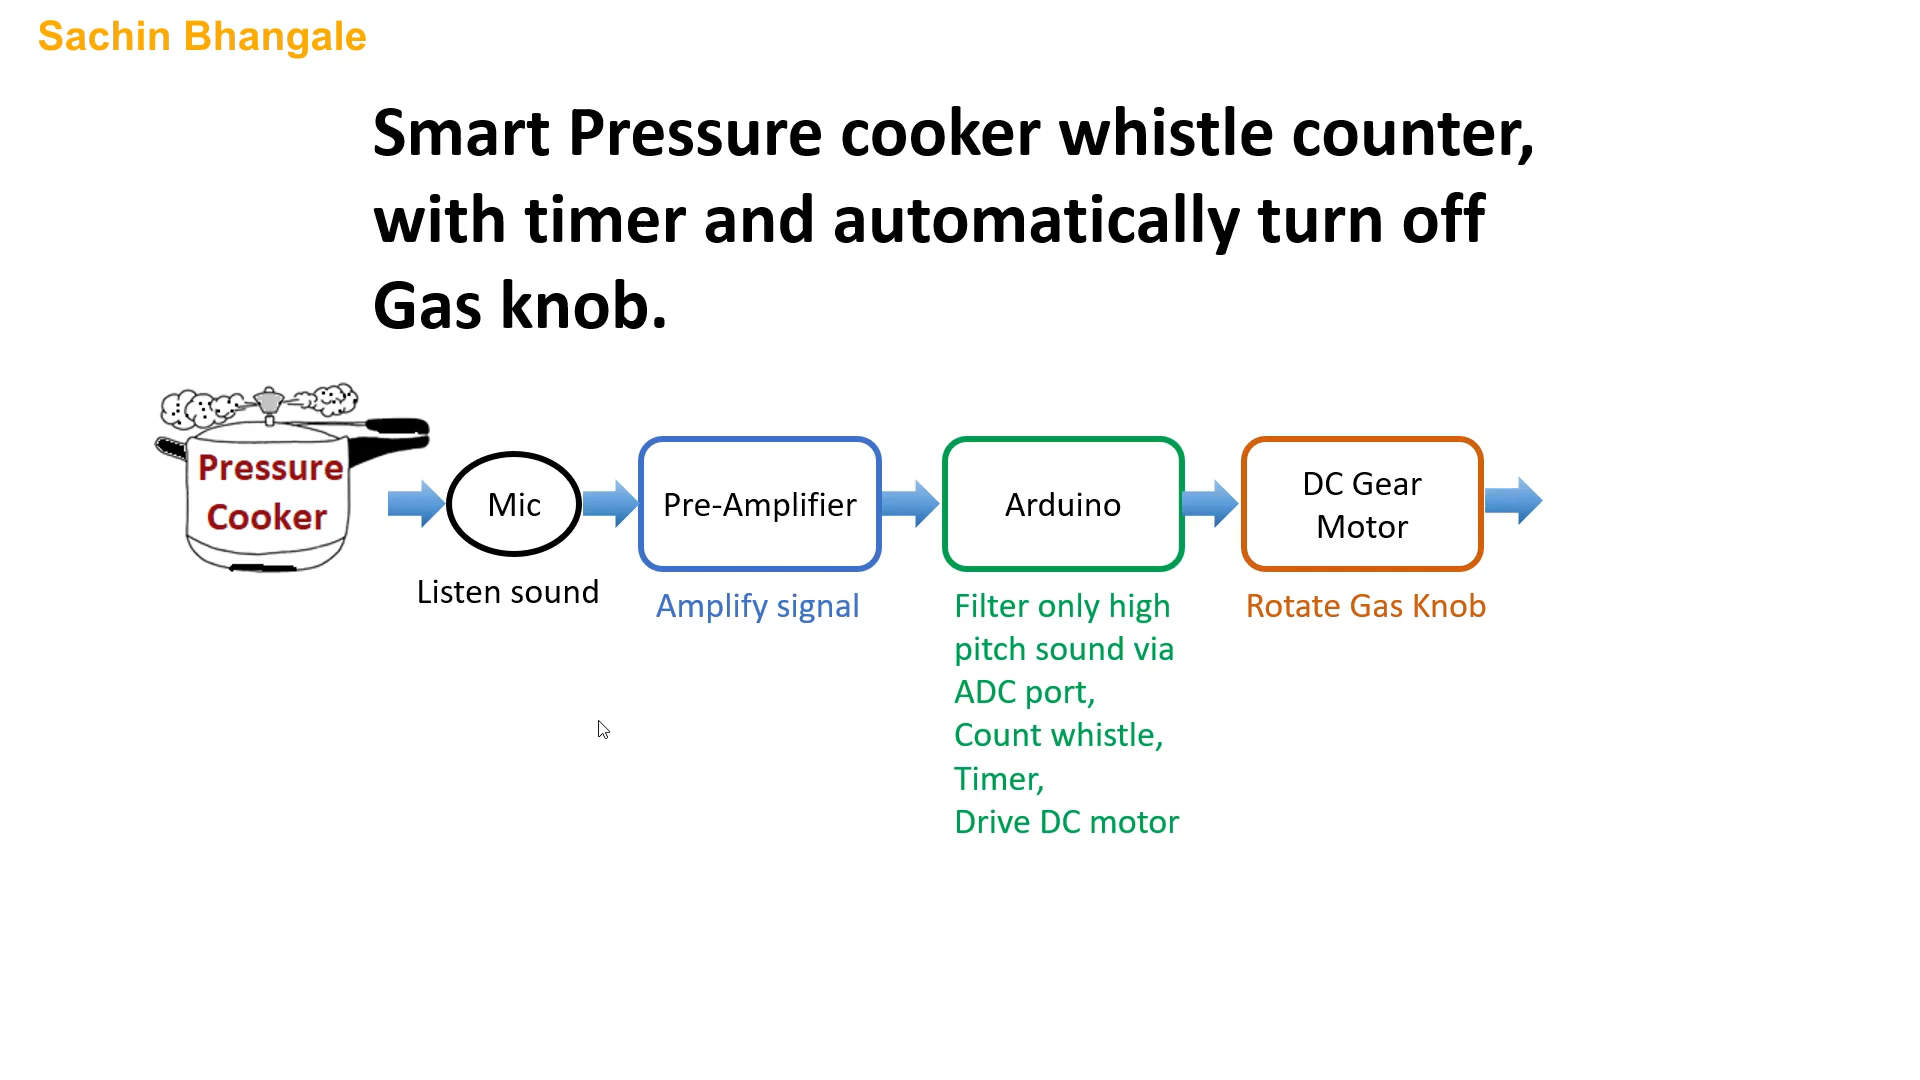 Sachin Bhangale
Smart Pressure cooker whistle counter,
with timer and automatically turn off
Gas knob.
Pressure
Cooker
Mic
Listen sound
Pre-Amplifier
Amplify signal
Arduino
Filter only high
pitch sound via
ADC port,
Count whistle,
Timer,
Drive DC motor
DC Gear
Motor
Rotate Gas Knob